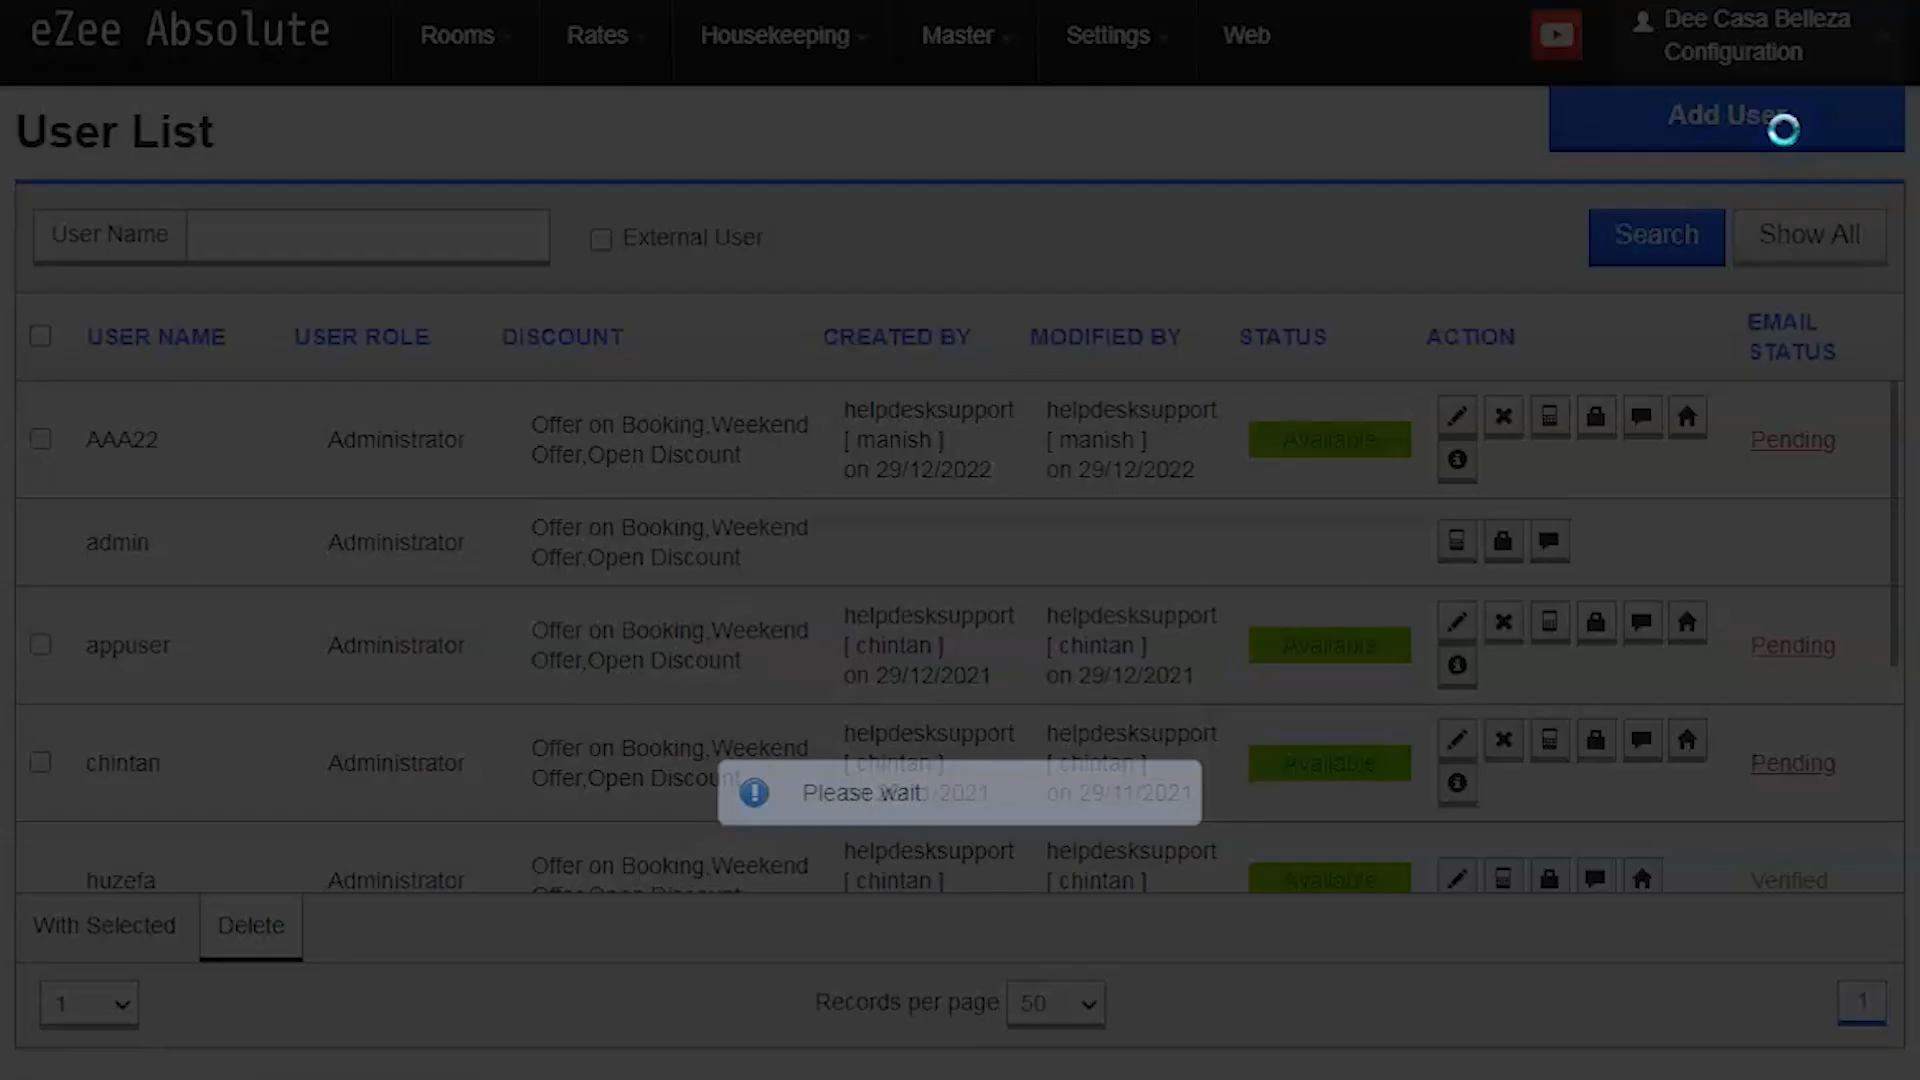 eZee Absolute
Rooms
Rates
Housekeeping
Master
Settings
Web
Dee Casa Belleza
Configuration
User List
Add User
User Name
External User
Search
Show All
USER NAME
USER ROLE
DISCOUNT
CREATED BY
MODIFIED BY
STATUS
ACTION
EMAIL
STATUS
AAA22
Administrator
Offer on Booking,Weekend
Offer,Open Discount
helpdesksupport
[ manish ]
on 29/12/2022
helpdesksupport
[ manish ]
on 29/12/2022
Available
Pending
admin
Administrator
Offer on Booking,Weekend
Offer,Open Discount
appuser
Administrator
Offer on Booking,Weekend
Offer,Open Discount
helpdesksupport
[ chintan ]
on 29/12/2021
helpdesksupport
[ chintan ]
on 29/12/2021
Available
Pending
chintan
Administrator
Offer on Booking,Weekend
Offer,Open Discount
helpdesksupport
[ chintan ]
helpdesksupport
[ chintan ]
on 29/11/2021
Available
Pending
Please wait
huzefa
Administrator
Offer on Booking,Weekend
helpdesksupport
[ chintan ]
helpdesksupport
[ chintan ]
Available
Verified
With Selected
Delete
1
Records per page
50
1